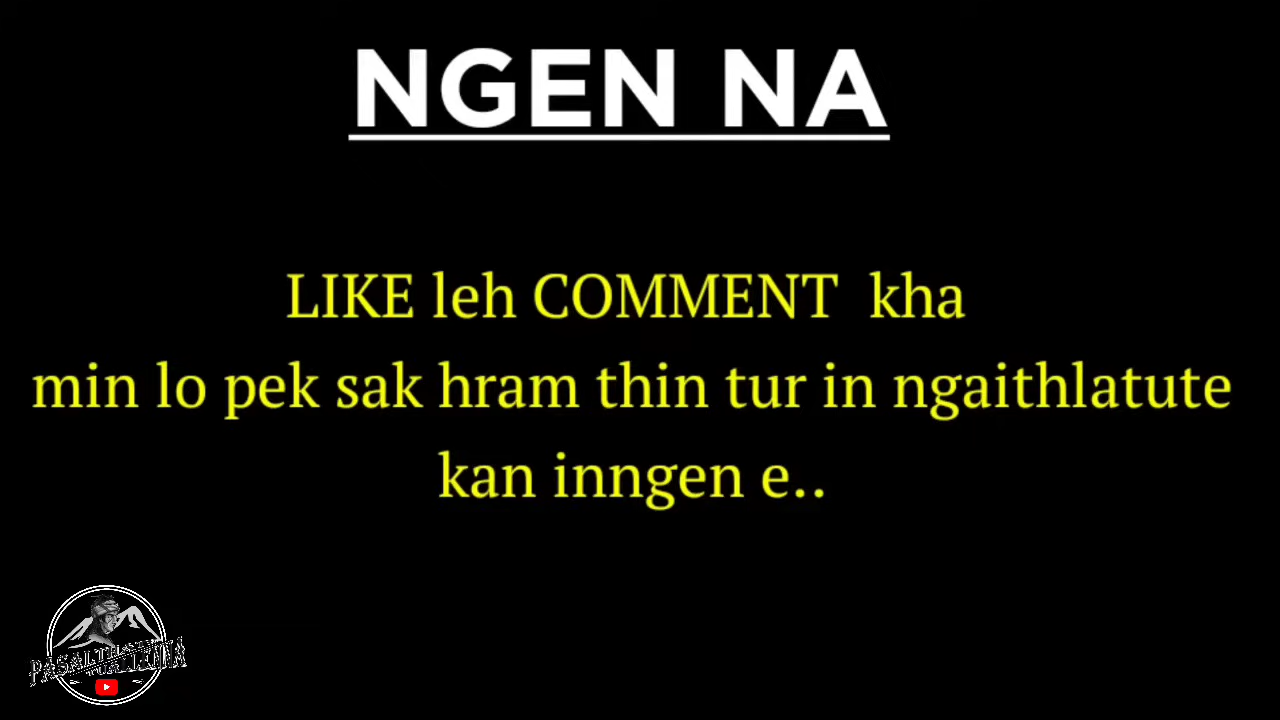 NGEN NA
LIKE leh COMMENT kha
min lo pek sak hram thin tur in ngaithlatute
kan inngen e..